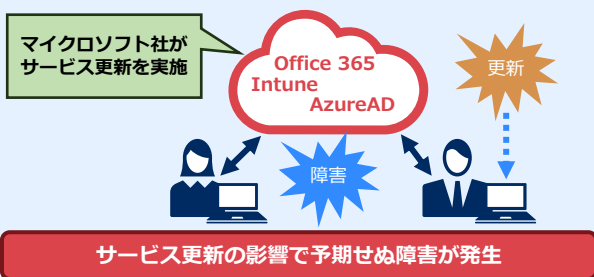 マイクロソフト社が
サービス更新を実施
Office 365
Intune
AzureAD
更新
障害
サービス更新の影響で予期せぬ障害が発生